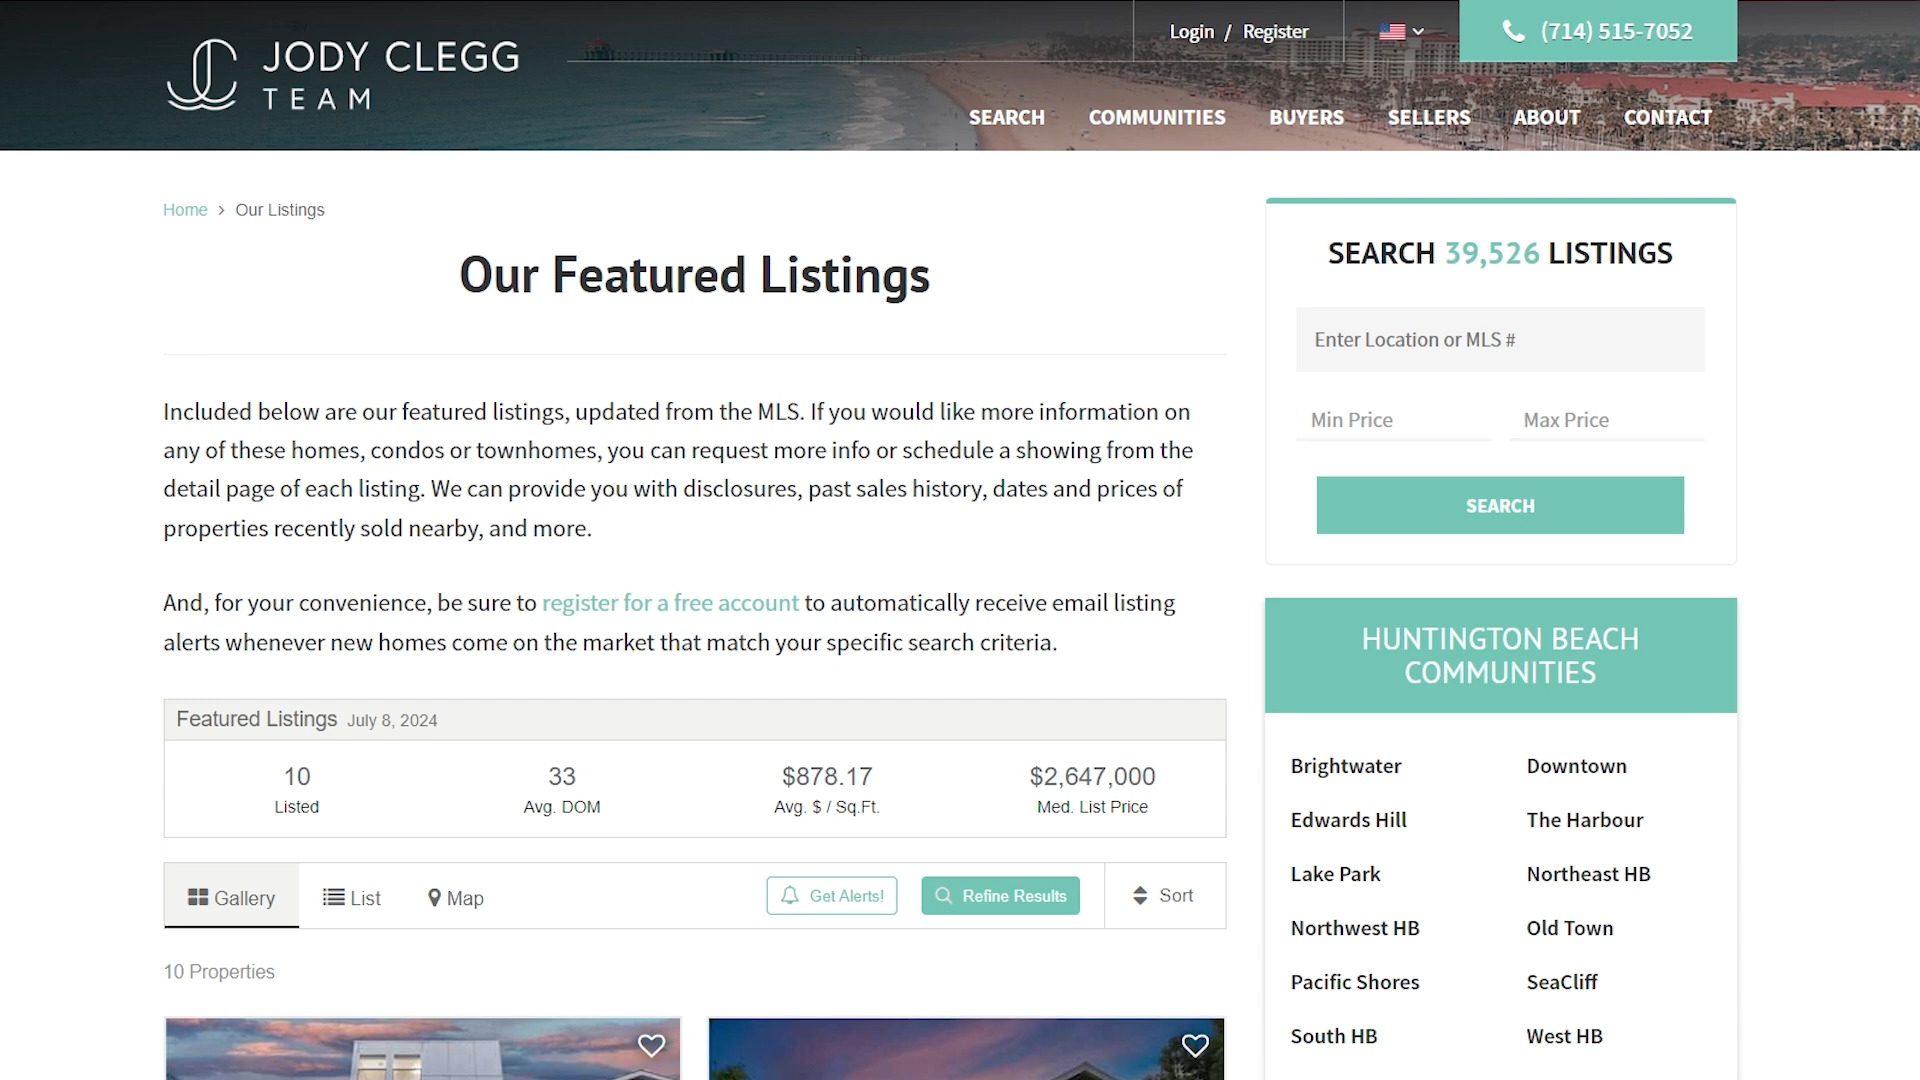 JODY CLEGG
TEAM
Login / Register
(714) 515-7052
SEARCH COMMUNITIES BUYERS SELLERS ABOUT CONTACT
Home > Our Listings
Our Featured Listings
Included below are our featured listings, updated from the MLS. If you would like more information on
any of these homes, condos or townhomes, you can request more info or schedule a showing from the
detail page of each listing. We can provide you with disclosures, past sales history, dates and prices of
properties recently sold nearby, and more.
And, for your convenience, be sure to register for a free account to automatically receive email listing
alerts whenever new homes come on the market that match your specific search criteria.
Featured Listings July 8, 2024
10 33 $878.17 $2,647,000
Listed Avg. DOM Avg. $ / Sq.Ft. Med. List Price
Gallery List Map Get Alerts! Refine Results Sort
10 Properties
SEARCH 39,526 LISTINGS
Enter Location or MLS #
Min Price Max Price
SEARCH
HUNTINGTON BEACH
COMMUNITIES
Brightwater Downtown
Edwards Hill The Harbour
Lake Park Northeast HB
Northwest HB Old Town
Pacific Shores SeaCliff
South HB West HB